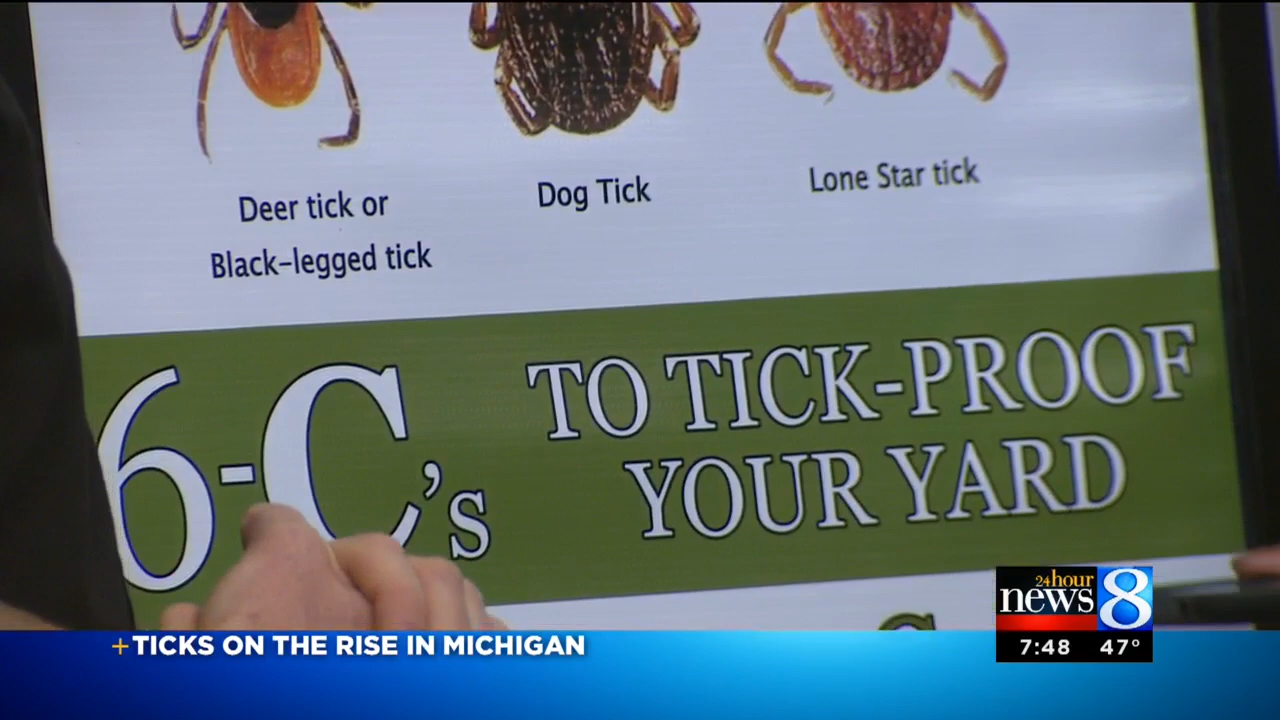 Deer tick or
Black-legged tick
Dog Tick
Lone Star tick
6-C's
TO TICK-PROOF
YOUR YARD
+TICKS ON THE RISE IN MICHIGAN
24hour
news 8
7:48 47°